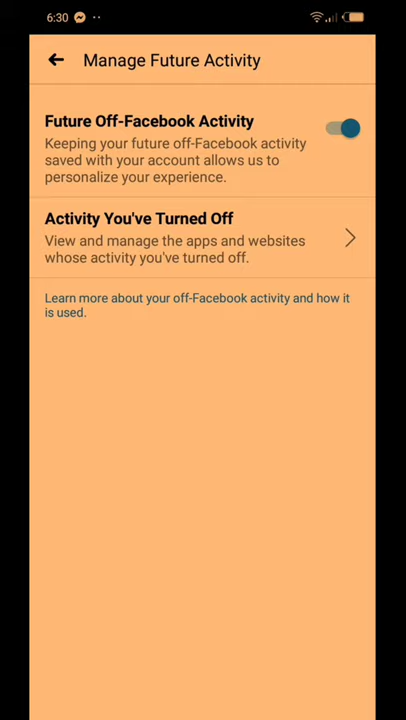 6:30
Manage Future Activity
Future Off-Facebook Activity
Keeping your future off-Facebook activity
saved with your account allows us to
personalize your experience.
Activity You've Turned Off
View and manage the apps and websites
whose activity you've turned off.
Learn more about your off-Facebook activity and how it
is used.